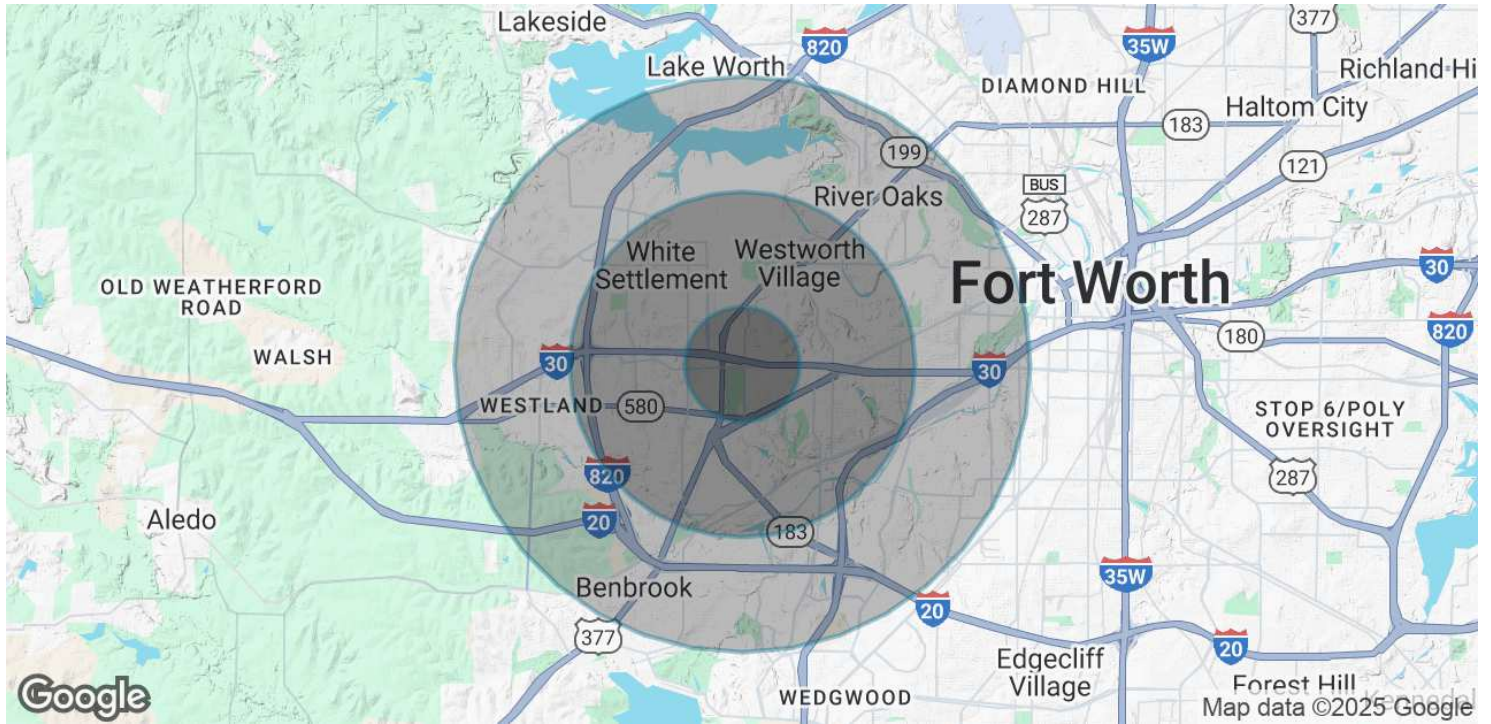 Lakeside
820
35W
377
Lake Worth
DIAMOND HILL
Richland Hi
Haltom City
183
121
199
River Oaks
BUS
287
White
Settlement
Westworth
Village
Fort Worth
30
OLD WEATHERFORD
ROAD
WALSH
30
30
180
820
WESTLAND
580
STOP 6/POLY
OVERSIGHT
820
287
Aledo
20
183
Benbrook
35W
20
377
20
Edgecliff
Village
WEDGWOOD
Forest Hill
Kennedal
Google
Map data ©2025 Google